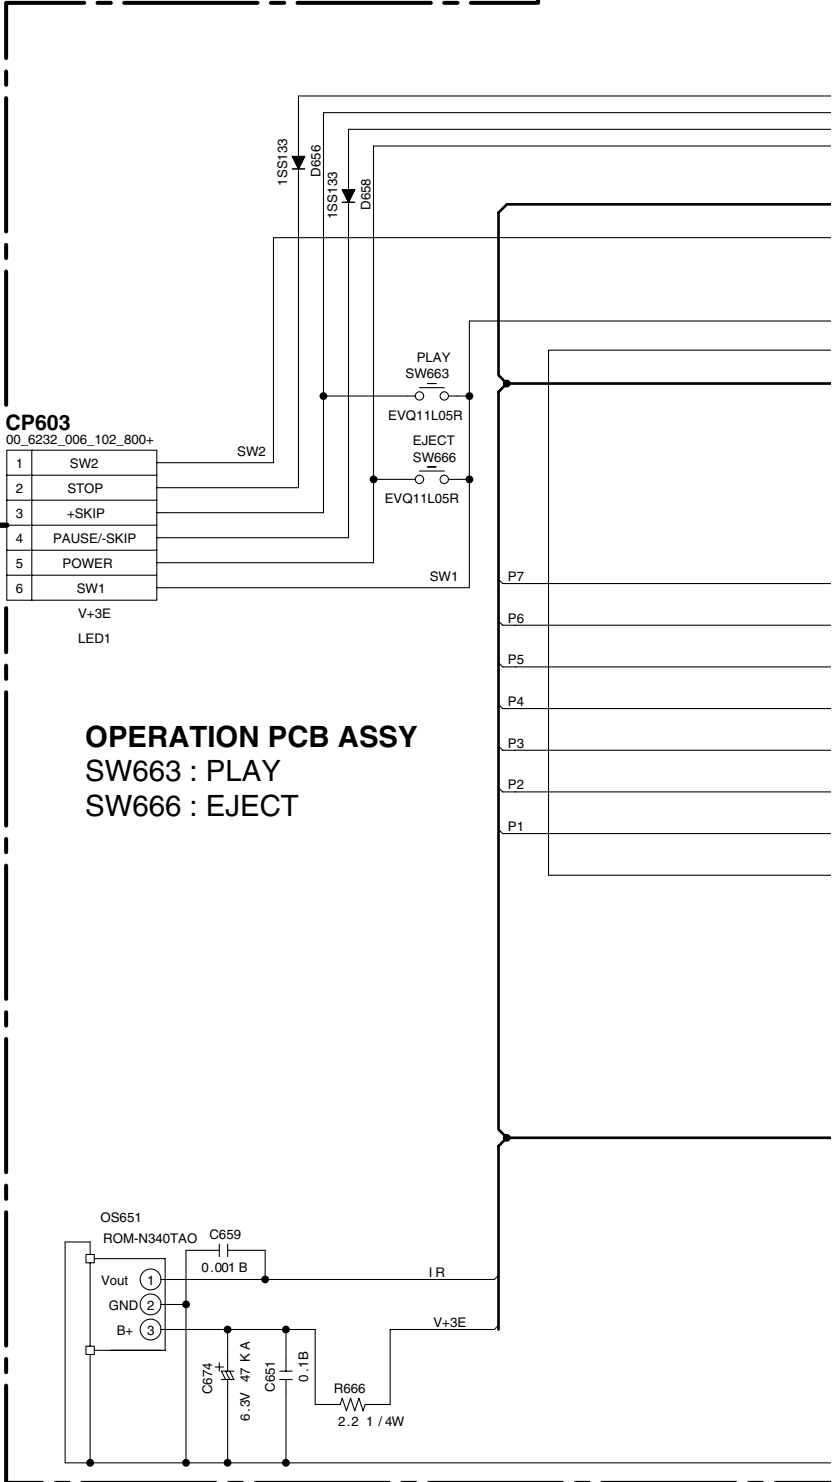 1SS133
D656
1SS133
D658
PLAY
SW663
EVQ11L05R
EJECT
SW666
EVQ11L05R
CP603
00_6232_006_102_800+
1 SW2
2 STOP
3 +SKIP
4 PAUSE/-SKIP
5 POWER
6 SW1
V+3E
LED1
SW2
SW1
P7
P6
P5
P4
P3
P2
P1
OPERATION PCB ASSY
SW663 : PLAY
SW666 : EJECT
OS651
ROM-N340TAO
C659
0.001 B
Vout 1
GND 2
B+ 3
I R
V+3E
C674
+
6.3V 47 K A
C651
0.1B
R666
2.2 1 / 4W